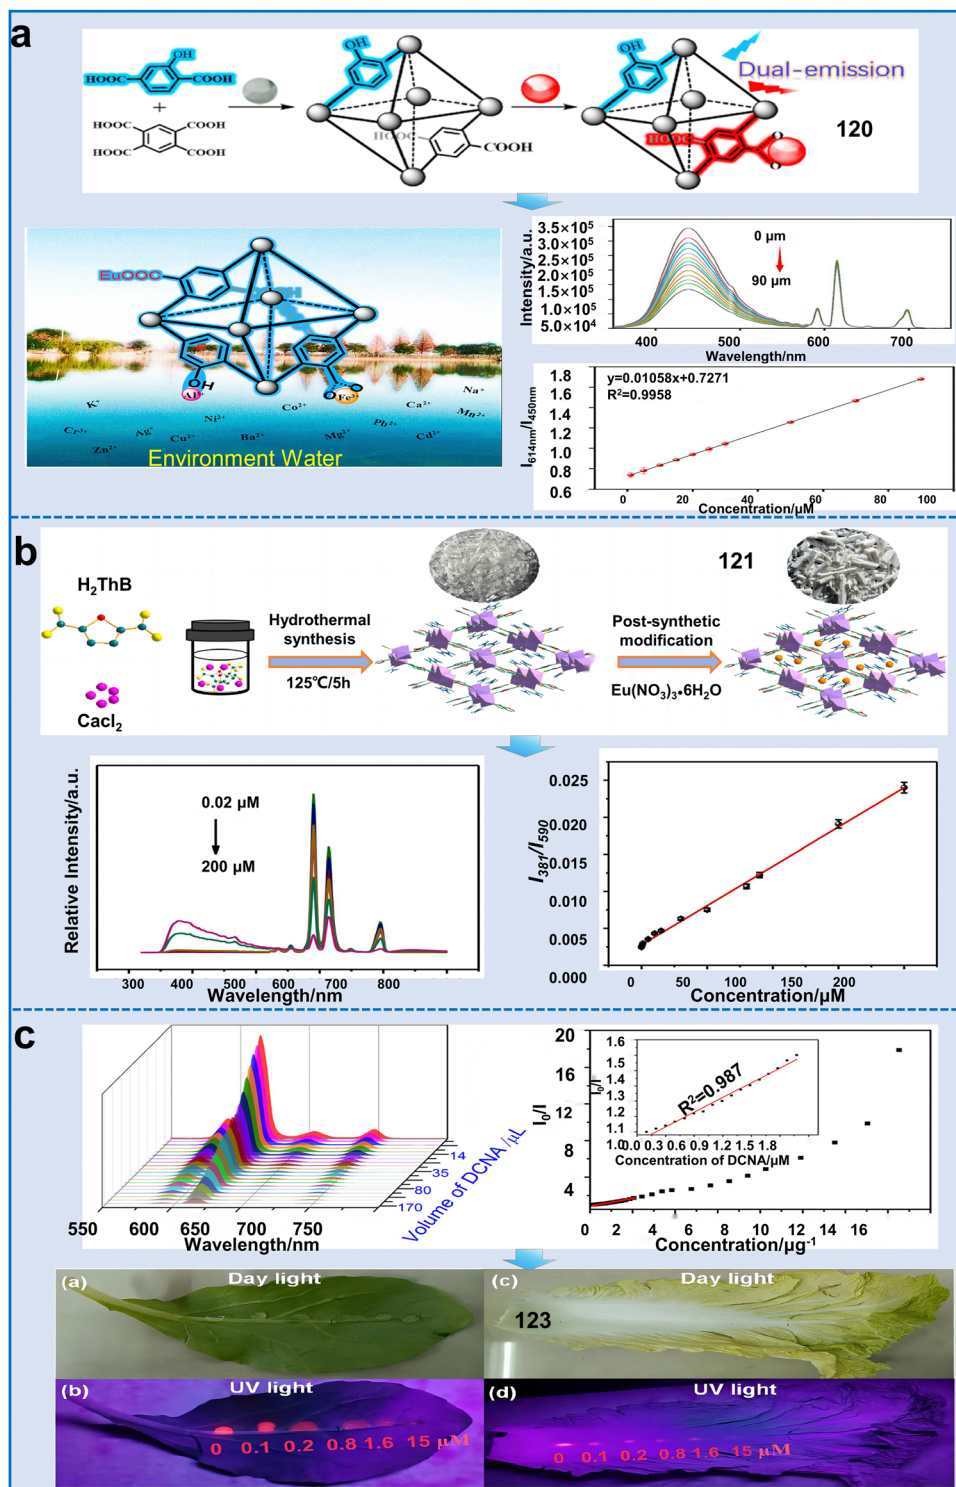 a
OH
HOOC
COOH
+
HOOC
COOH
HOOC
COOH
OH
HOOC
COOH
OH
Dual-emission
HOOC
O
O
120
EuOOC
OH
Al³⁺
Fe³⁺
O
K⁺
Na⁺
Cr³⁺
Ag⁺
Ni²⁺
Co²⁺
Ca²⁺
Mn²⁺
Zn²⁺
Cu²⁺
Ba²⁺
Mg²⁺
Pb²⁺
Cd²⁺
Environment Water
Intensity/a.u.
3.5×10⁵
3.0×10⁵
2.5×10⁵
2.0×10⁵
1.5×10⁵
1.0×10⁵
5.0×10⁴
0 µm
90 µm
400 500 600 700
Wavelength/nm
I614nm/I450nm
1.8
1.6
1.4
1.2
1.0
0.8
0.6
y=0.01058x+0.7271
R²=0.9958
0 20 40 60 80 100
Concentration/µM
b
H₂ThB
Cacl₂
Hydrothermal
synthesis
125℃/5h
121
Post-synthetic
modification
Eu(NO₃)₃•6H₂O
Relative Intensity/a.u.
0.02 µM
200 µM
300 400 500 600 700 800
Wavelength/nm
I₃₈₁/I₅₉₀
0.025
0.020
0.015
0.010
0.005
0.000
0 50 100 150 200
Concentration/µM
c
550 600 650 700 750
Wavelength/nm
14
35
80
170
Volume of DCNA /µL
I₀/I
20
18
16
12
10
8
6
4
1.6
1.5
1.4
1.3
1.2
1.1
1.0
I₀/I
R²=0.987
0.0 0.3 0.6 0.9 1.2 1.5 1.8
Concentration of DCNA/µM
0 2 4 6 8 10 12 14 16
Concentration/µg⁻¹
(a)
Day light
(c)
Day light
123
(b)
UV light
0 0.1 0.2 0.8 1.6 15 µM
(d)
UV light
0 0.1 0.2 0.8 1.6 15 µM